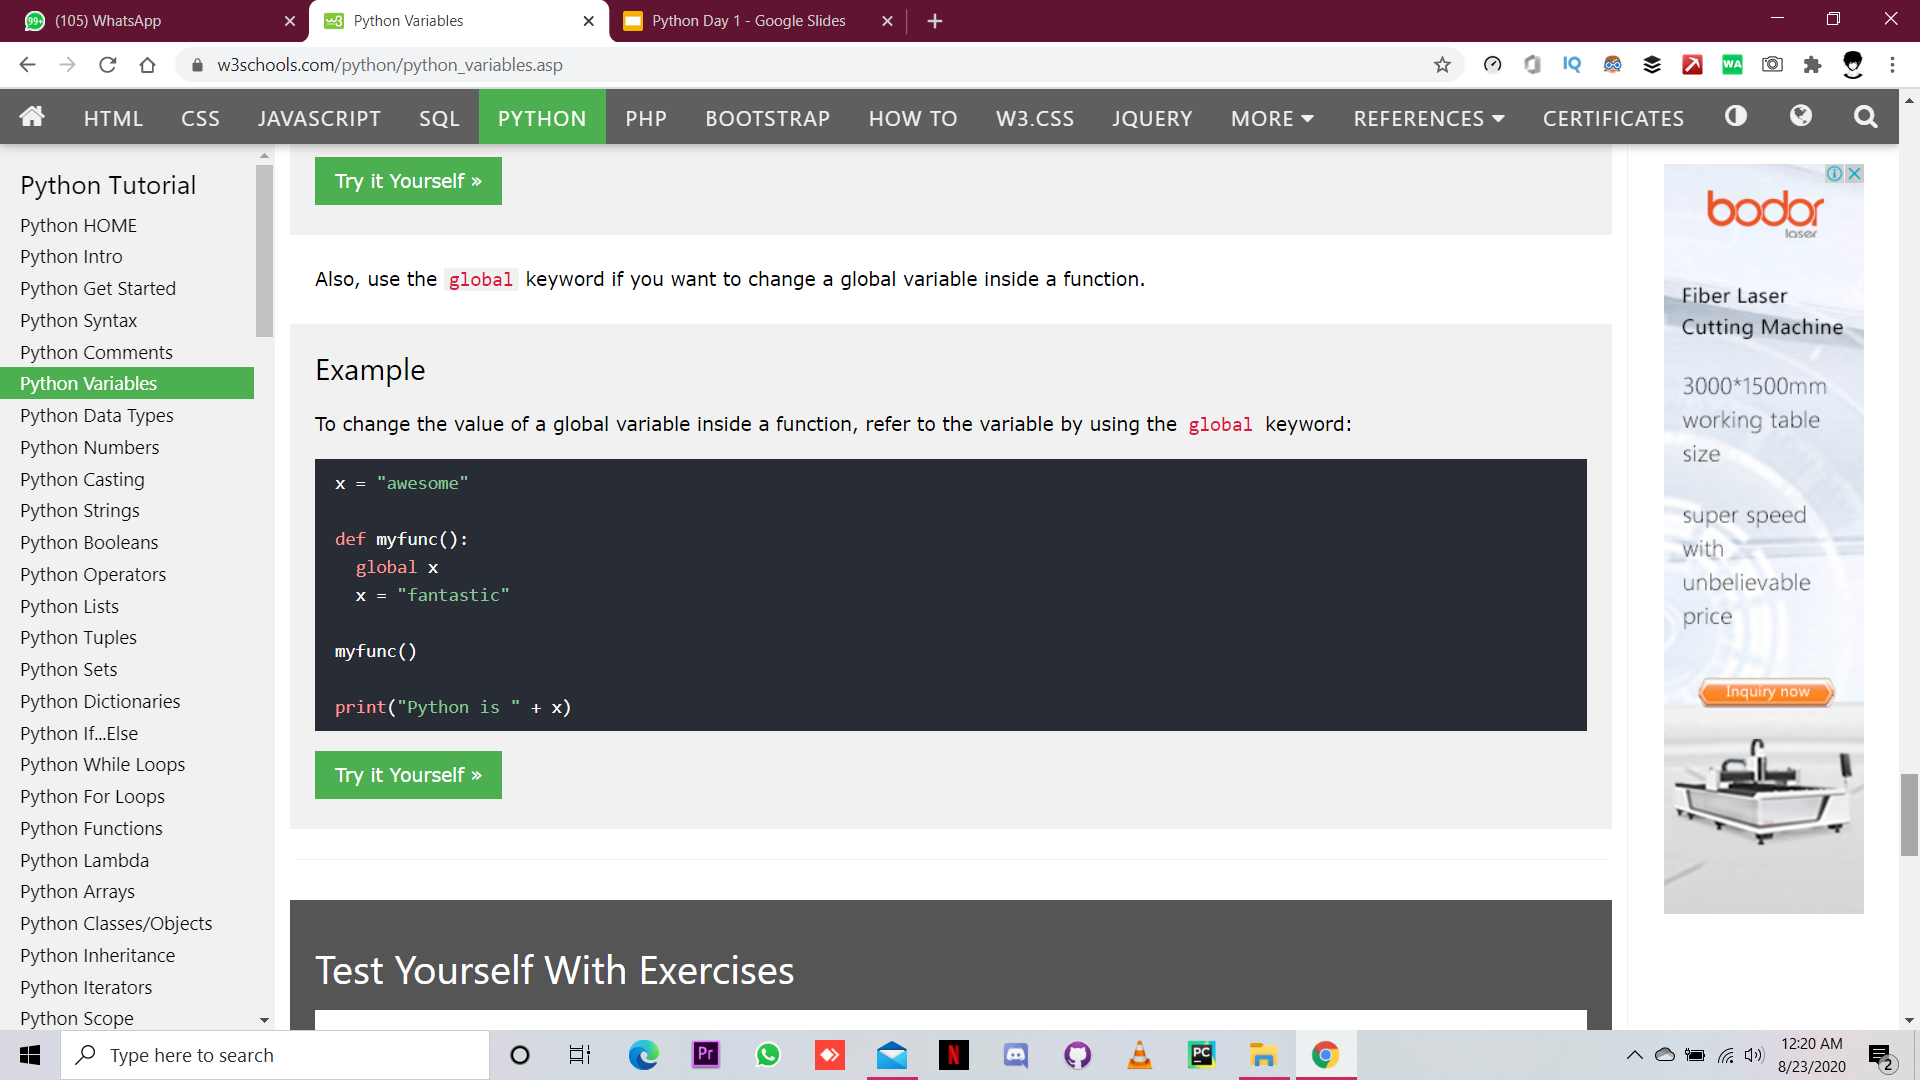 (105) WhatsApp
Python Variables
Python Day 1 - Google Slides
w3schools.com/python/python_variables.asp
HTML
CSS
JAVASCRIPT
SQL
PYTHON
PHP
BOOTSTRAP
HOW TO
W3.CSS
JQUERY
MORE
REFERENCES
CERTIFICATES
Python Tutorial
Python HOME
Python Intro
Python Get Started
Python Syntax
Python Comments
Python Variables
Python Data Types
Python Numbers
Python Casting
Python Strings
Python Booleans
Python Operators
Python Lists
Python Tuples
Python Sets
Python Dictionaries
Python If...Else
Python While Loops
Python For Loops
Python Functions
Python Lambda
Python Arrays
Python Classes/Objects
Python Inheritance
Python Iterators
Python Scope
Try it Yourself »
Also, use the global keyword if you want to change a global variable inside a function.
Example
To change the value of a global variable inside a function, refer to the variable by using the global keyword:
x = "awesome"
def myfunc():
  global x
  x = "fantastic"
myfunc()
print("Python is " + x)
Try it Yourself »
Test Yourself With Exercises
bodor
laser
Fiber Laser
Cutting Machine
3000*1500mm
working table
size
super speed
with
unbelievable
price
Inquiry now
Type here to search
12:20 AM
8/23/2020
2
99+
IQ
WA
Pr
N
PC